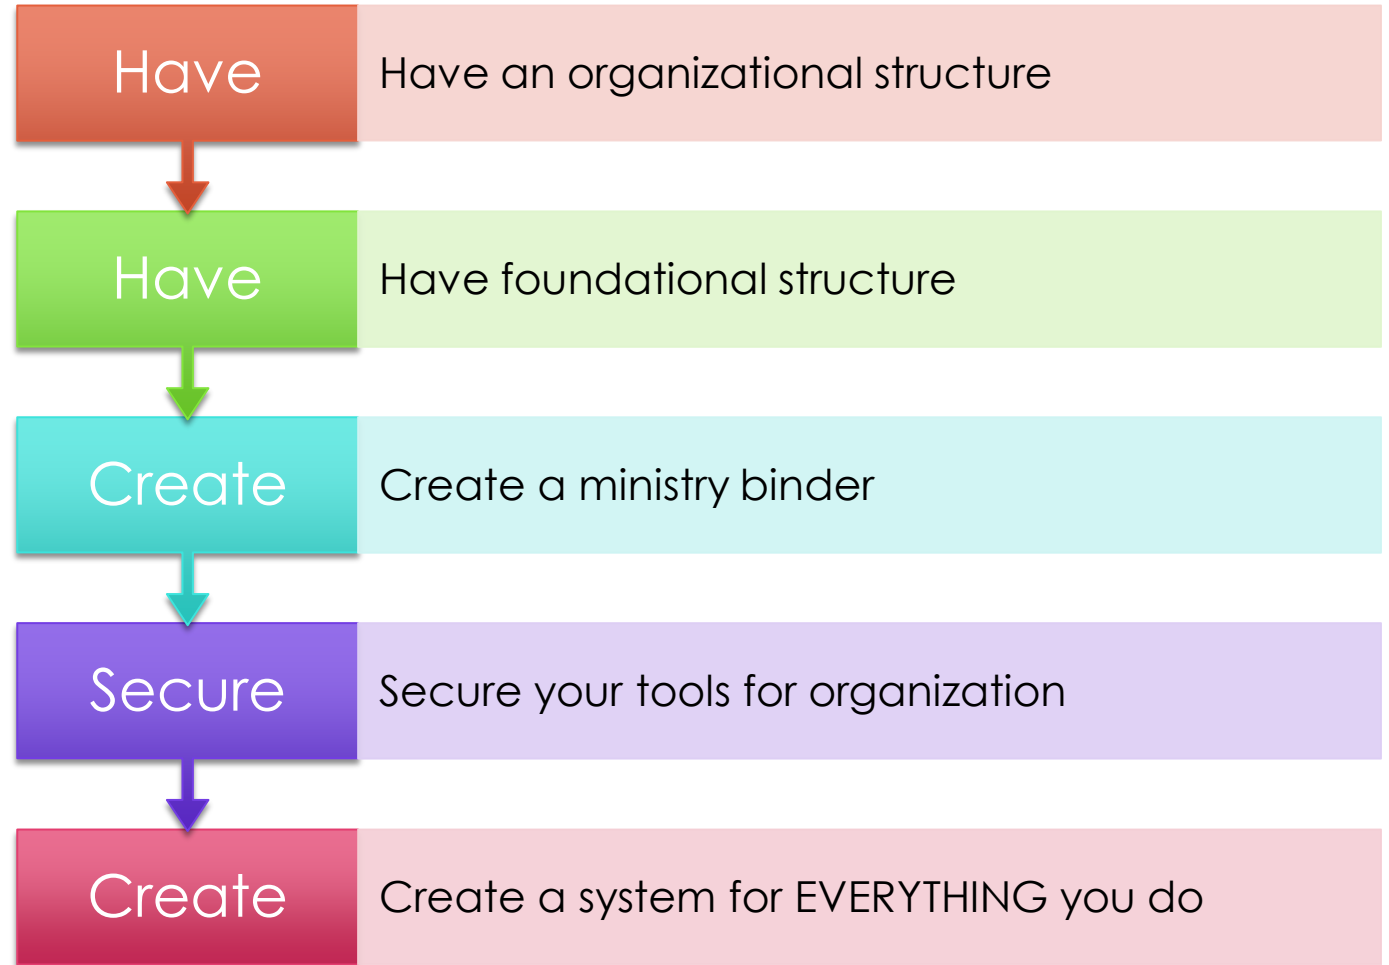 Have
Have an organizational structure
Have
Have foundational structure
Create
Create a ministry binder
Secure
Secure your tools for organization
Create
Create a system for EVERYTHING you do